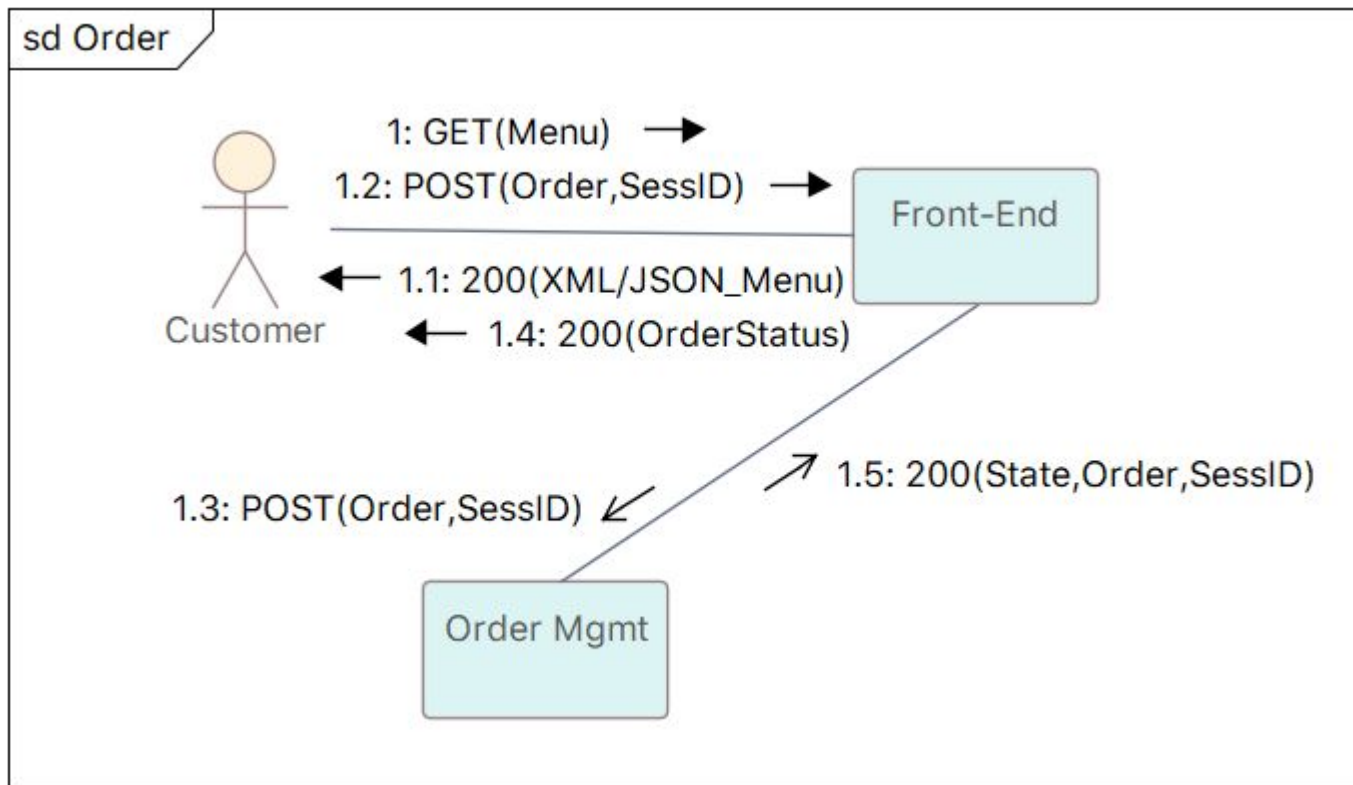 sd Order
1: GET(Menu)
1.2: POST(Order,SessID)
Front-End
1.1: 200(XML/JSON_Menu)
Customer
1.4: 200(OrderStatus)
1.5: 200(State,Order,SessID)
1.3: POST(Order,SessID)
Order Mgmt